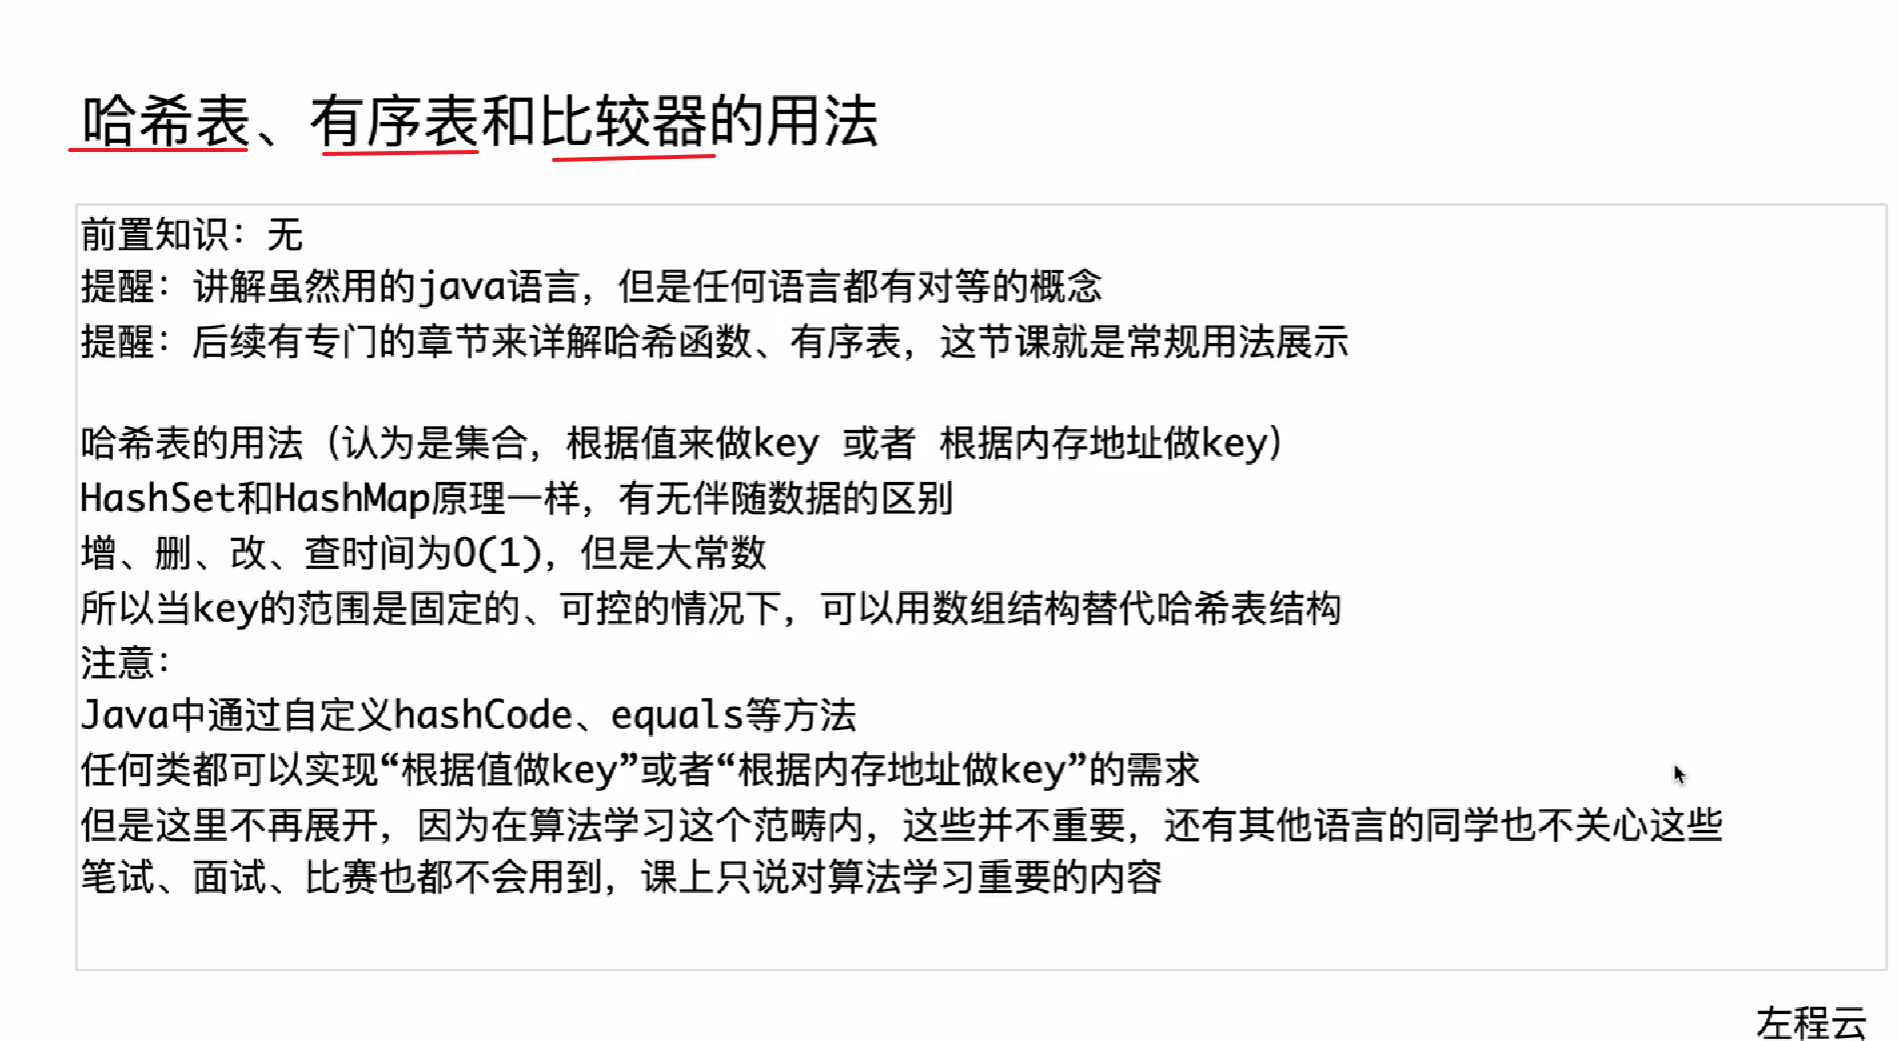 哈希表、有序表和比较器的用法
前置知识：无
提醒：讲解虽然用的java语言，但是任何语言都有对等的概念
提醒：后续有专门的章节来详解哈希函数、有序表，这节课就是常规用法展示
哈希表的用法（认为是集合，根据值来做key 或者 根据内存地址做key）
HashSet和HashMap原理一样，有无伴随数据的区别
增、删、改、查时间为O(1)，但是大常数
所以当key的范围是固定的、可控的情况下，可以用数组结构替代哈希表结构
注意：
Java中通过自定义hashCode、equals等方法
任何类都可以实现“根据值做key”或者“根据内存地址做key”的需求
但是这里不再展开，因为在算法学习这个范畴内，这些并不重要，还有其他语言的同学也不关心这些
笔试、面试、比赛也都不会用到，课上只说对算法学习重要的内容
左程云